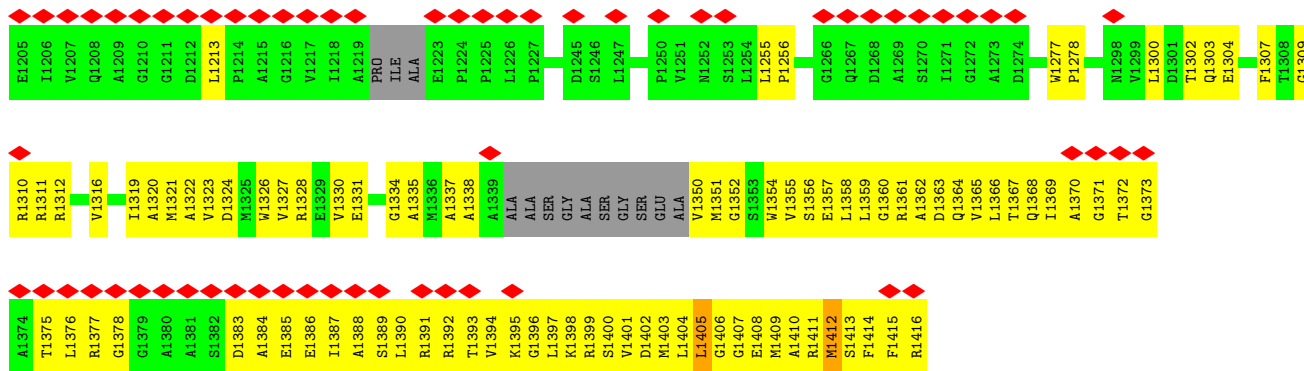 E1205 I1206 V1207 Q1208 A1209 G1210 G1211 D1212 L1213 P1214 A1215 G1216 V1217 I1218 A1219 PRO ILE ALA E1223 P1224 P1225 L1226 P1227 D1245 S1246 L1247 P1250 V1251 N1252 S1253 L1254 L1255 P1256 G1266 Q1267 D1268 A1269 S1270 I1271 G1272 A1273 D1274 W1277 P1278 N1298 V1299 L1300 D1301 T1302 Q1303 E1304 F1307 T1308 G1309
R1310 R1311 R1312 V1316 I1319 A1320 M1321 A1322 V1323 D1324 M1325 W1326 V1327 R1328 E1329 V1330 E1331 G1334 A1335 M1336 A1337 A1338 A1339 ALA ALA SER GLY ALA SER GLY SER GLU ALA V1350 M1351 G1352 S1353 W1354 V1355 S1356 E1357 L1358 L1359 G1360 R1361 A1362 D1363 Q1364 V1365 L1366 T1367 Q1368 I1369 A1370 G1371 T1372 G1373
A1374 T1375 L1376 R1377 G1378 G1379 A1380 A1381 S1382 D1383 A1384 E1385 E1386 I1387 A1388 S1389 L1390 R1391 R1392 T1393 V1394 K1395 G1396 L1397 K1398 R1399 S1400 V1401 D1402 M1403 L1404 L1405 G1406 G1407 E1408 M1409 A1410 R1411 M1412 S1413 F1414 F1415 R1416